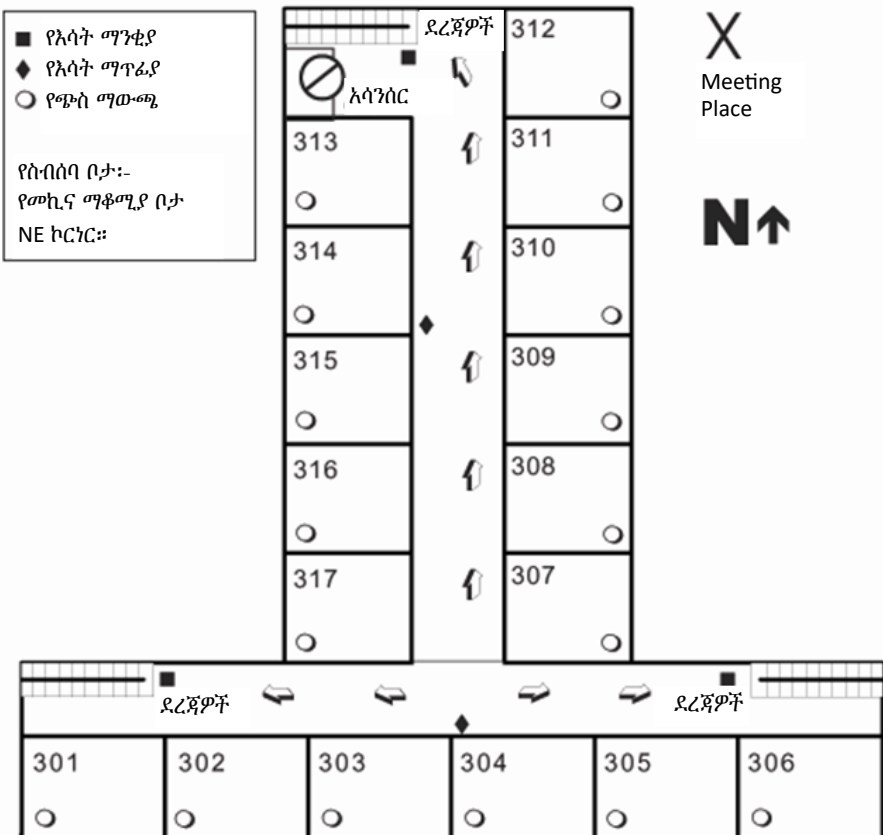 የእሳት ማንቂያ
የእሳት ማጥፊያ
የጭስ ማውጫ
የስብሰባ ቦታ፡-
የመኪና ማቆሚያ ቦታ
NE ኮርነር።
ደረጃዎች
አሳንሰር
312
X
Meeting
Place
N
313
311
314
310
315
309
316
308
317
307
ደረጃዎች
ደረጃዎች
301
302
303
304
305
306